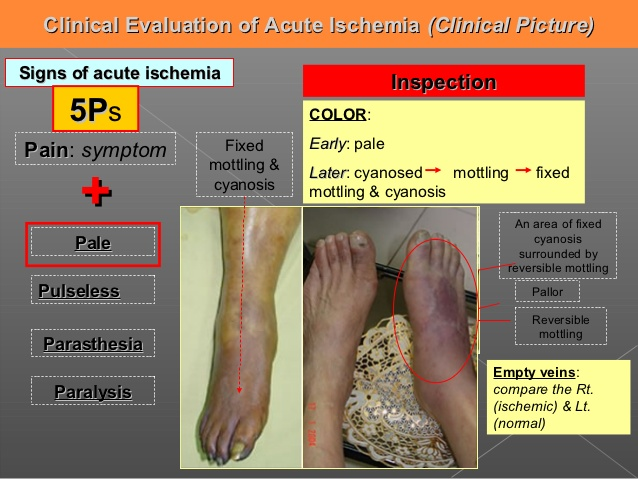 Clinical Evaluation of Acute Ischemia (Clinical Picture)
Signs of acute ischemia
5Ps
Pain: symptom
+
Pale
Pulseless
Parasthesia
Paralysis
Fixed
mottling &
cyanosis
Inspection
COLOR:
Early: pale
Later: cyanosed mottling fixed
mottling & cyanosis
An area of fixed
cyanosis
surrounded by
reversible mottling
Pallor
Reversible
mottling
Empty veins:
compare the Rt.
(ischemic) & Lt.
(normal)